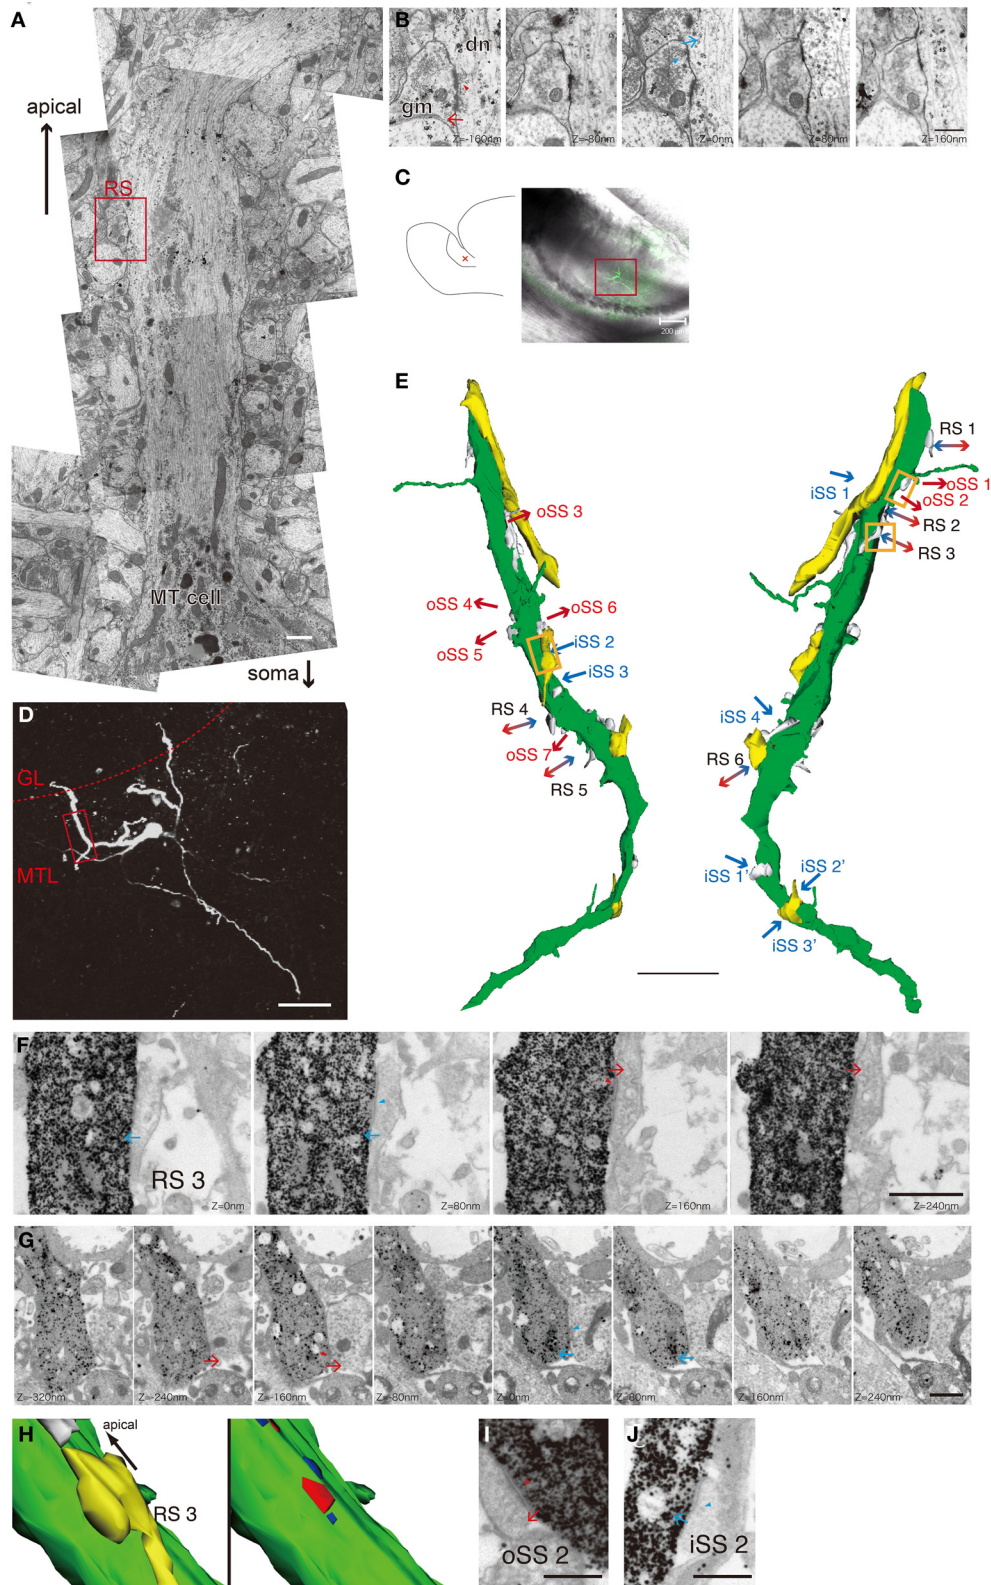 A
apical
RS
MT cell
soma
B
dn
gm
Z=-160nm
Z=-80nm
Z=0nm
Z=80nm
Z=160nm
C
200 µm
D
GL
MTL
E
RS 1
iSS 1
oSS 1
oSS 2
RS 2
RS 3
oSS 3
oSS 4
oSS 6
oSS 5
iSS 2
iSS 3
RS 4
oSS 7
RS 5
iSS 4
RS 6
iSS 1'
iSS 2'
iSS 3'
F
RS 3
Z=0nm
Z=80nm
Z=160nm
Z=240nm
G
Z=-320nm
Z=-240nm
Z=-160nm
Z=-80nm
Z=0nm
Z=80nm
Z=160nm
Z=240nm
H
apical
RS 3
I
oSS 2
J
iSS 2